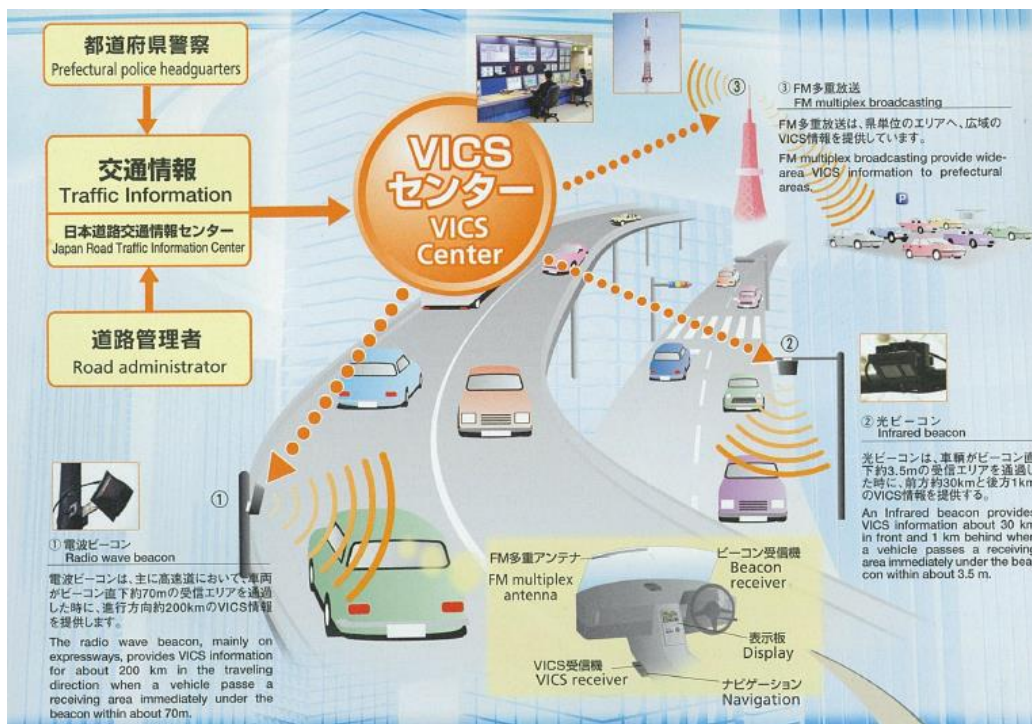 都道府県警察
Prefectural police headquarters
交通情報
Traffic Information
日本道路交通情報センター
Japan Road Traffic Information Center
道路管理者
Road administrator
VICS
センター
VICS
Center
③
③ FM多重放送
FM multiplex broadcasting
FM多重放送は、県単位のエリアへ、広域の
VICS情報を提供しています。
FM multiplex broadcasting provide wide-
area VICS information to prefectural
areas.
P
②
② 光ビーコン
Infrared beacon
光ビーコンは、車輌がビーコン直
下約3.5mの受信エリアを通過し
た時に、前方約30kmと後方1km
のVICS情報を提供する。
An Infrared beacon provides
VICS information about 30 km
in front and 1 km behind when
a vehicle passes a receiving
area immediately under the bea-
con within about 3.5 m.
①
① 電波ビーコン
Radio wave beacon
電波ビーコンは、主に高速道において、車両
がビーコン直下約70mの受信エリアを通過
した時に、進行方向約200kmのVICS情報
を提供します。
The radio wave beacon, mainly on
expressways, provides VICS information
for about 200 km in the traveling
direction when a vehicle passe a
receiving area immediately under the
beacon within about 70m.
FM多重アンテナ
FM multiplex
antenna
ビーコン受信機
Beacon
receiver
表示板
Display
VICS受信機
VICS receiver
ナビゲーション
Navigation